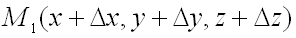 M₁(x + Δx, y + Δy, z + Δz)